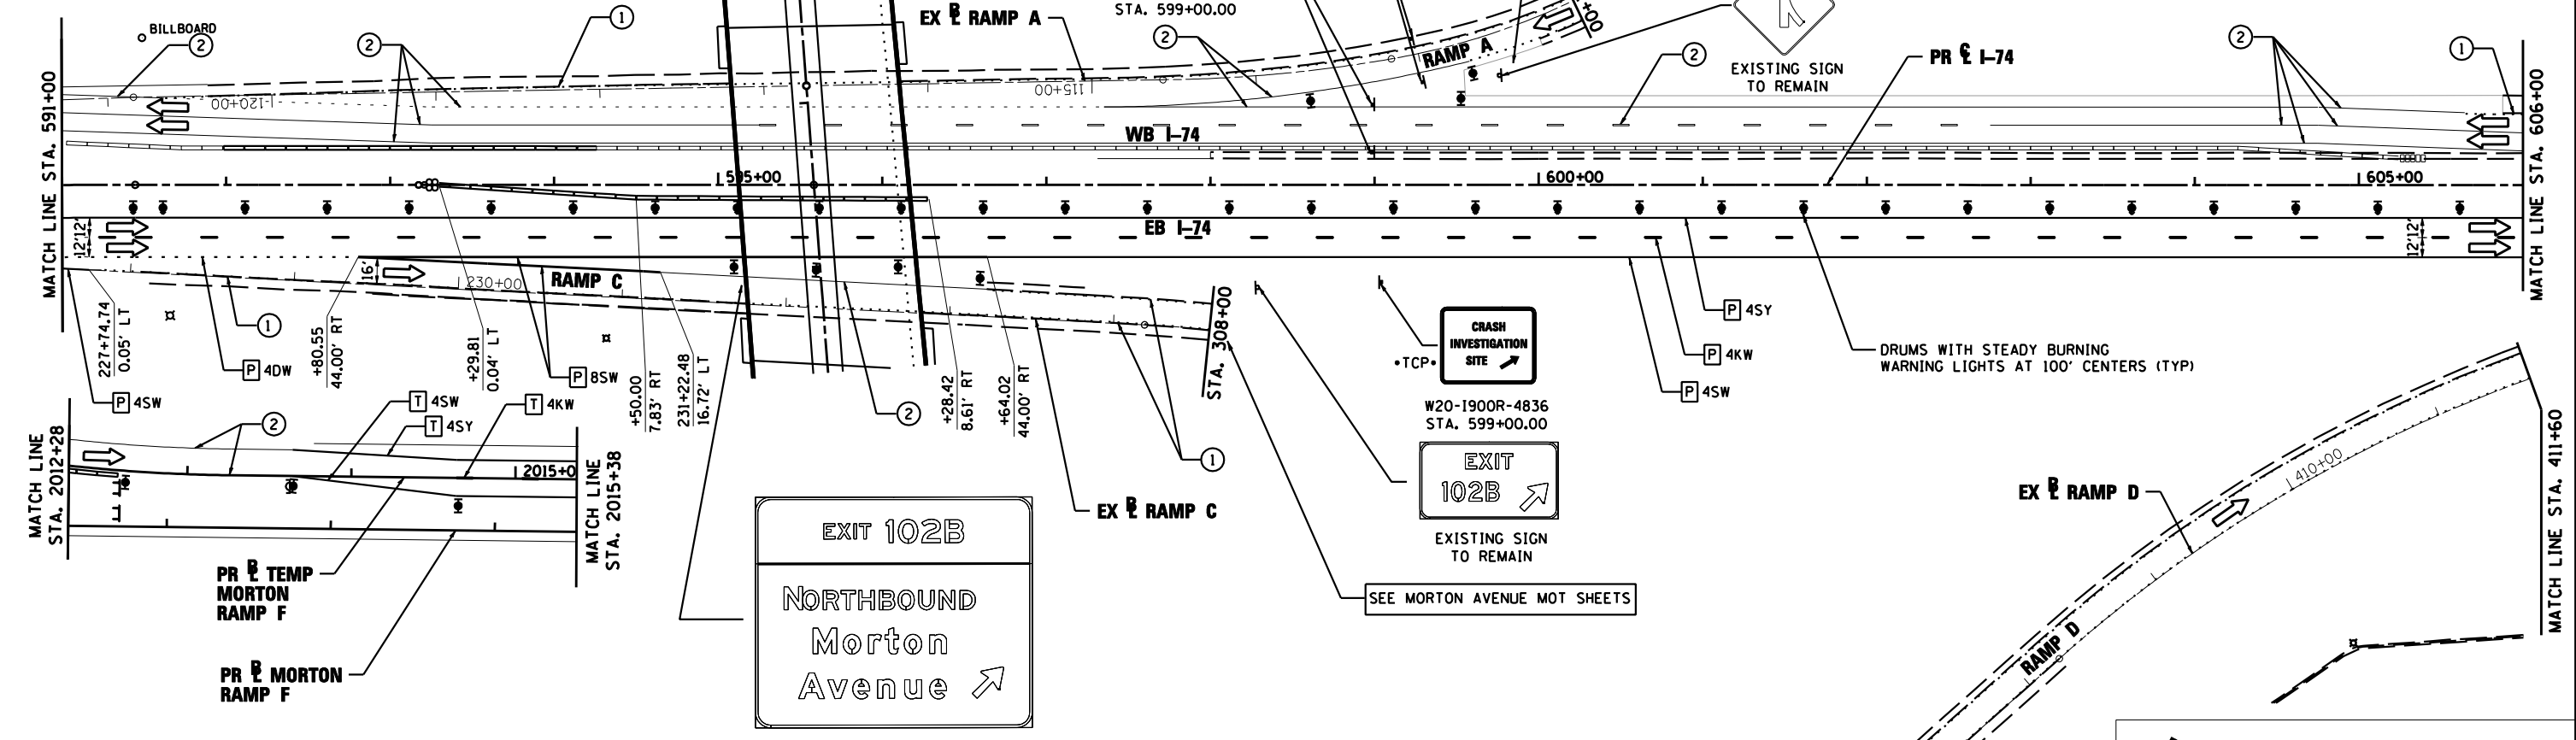 BILLBOARD
2
2
1
EX BL RAMP A
STA. 599+00.00
2
RAMP A
+00
EXISTING SIGN
TO REMAIN
2
PR CL I-74
2
1
MATCH LINE STA. 591+00
120+00
115+00
WB I-74
595+00
600+00
605+00
MATCH LINE STA. 606+00
12' 12'
EB I-74
12' 12'
16'
RAMP C
230+00
227+74.74
0.05' LT
1
P 4DW
P 4SW
+80.55
44.00' RT
+29.81
0.04' LT
P 8SW
+50.00
7.83' RT
231+22.48
16.72' LT
2
+28.42
8.61' RT
+64.02
44.00' RT
1
STA. 308+00
•TCP•
CRASH
INVESTIGATION
SITE
W20-I900R-4836
STA. 599+00.00
P 4SY
P 4KW
P 4SW
DRUMS WITH STEADY BURNING
WARNING LIGHTS AT 100' CENTERS (TYP)
EXIT
102B
EXISTING SIGN
TO REMAIN
SEE MORTON AVENUE MOT SHEETS
EX BL RAMP C
MATCH LINE
STA. 2012+28
2
T 4SW
T 4SY
T 4KW
2015+0
MATCH LINE
STA. 2015+38
PR BL TEMP
MORTON
RAMP F
PR BL MORTON
RAMP F
EXIT 102B
NORTHBOUND
Morton
Avenue
EX BL RAMP D
410+00
RAMP D
MATCH LINE STA. 411+60